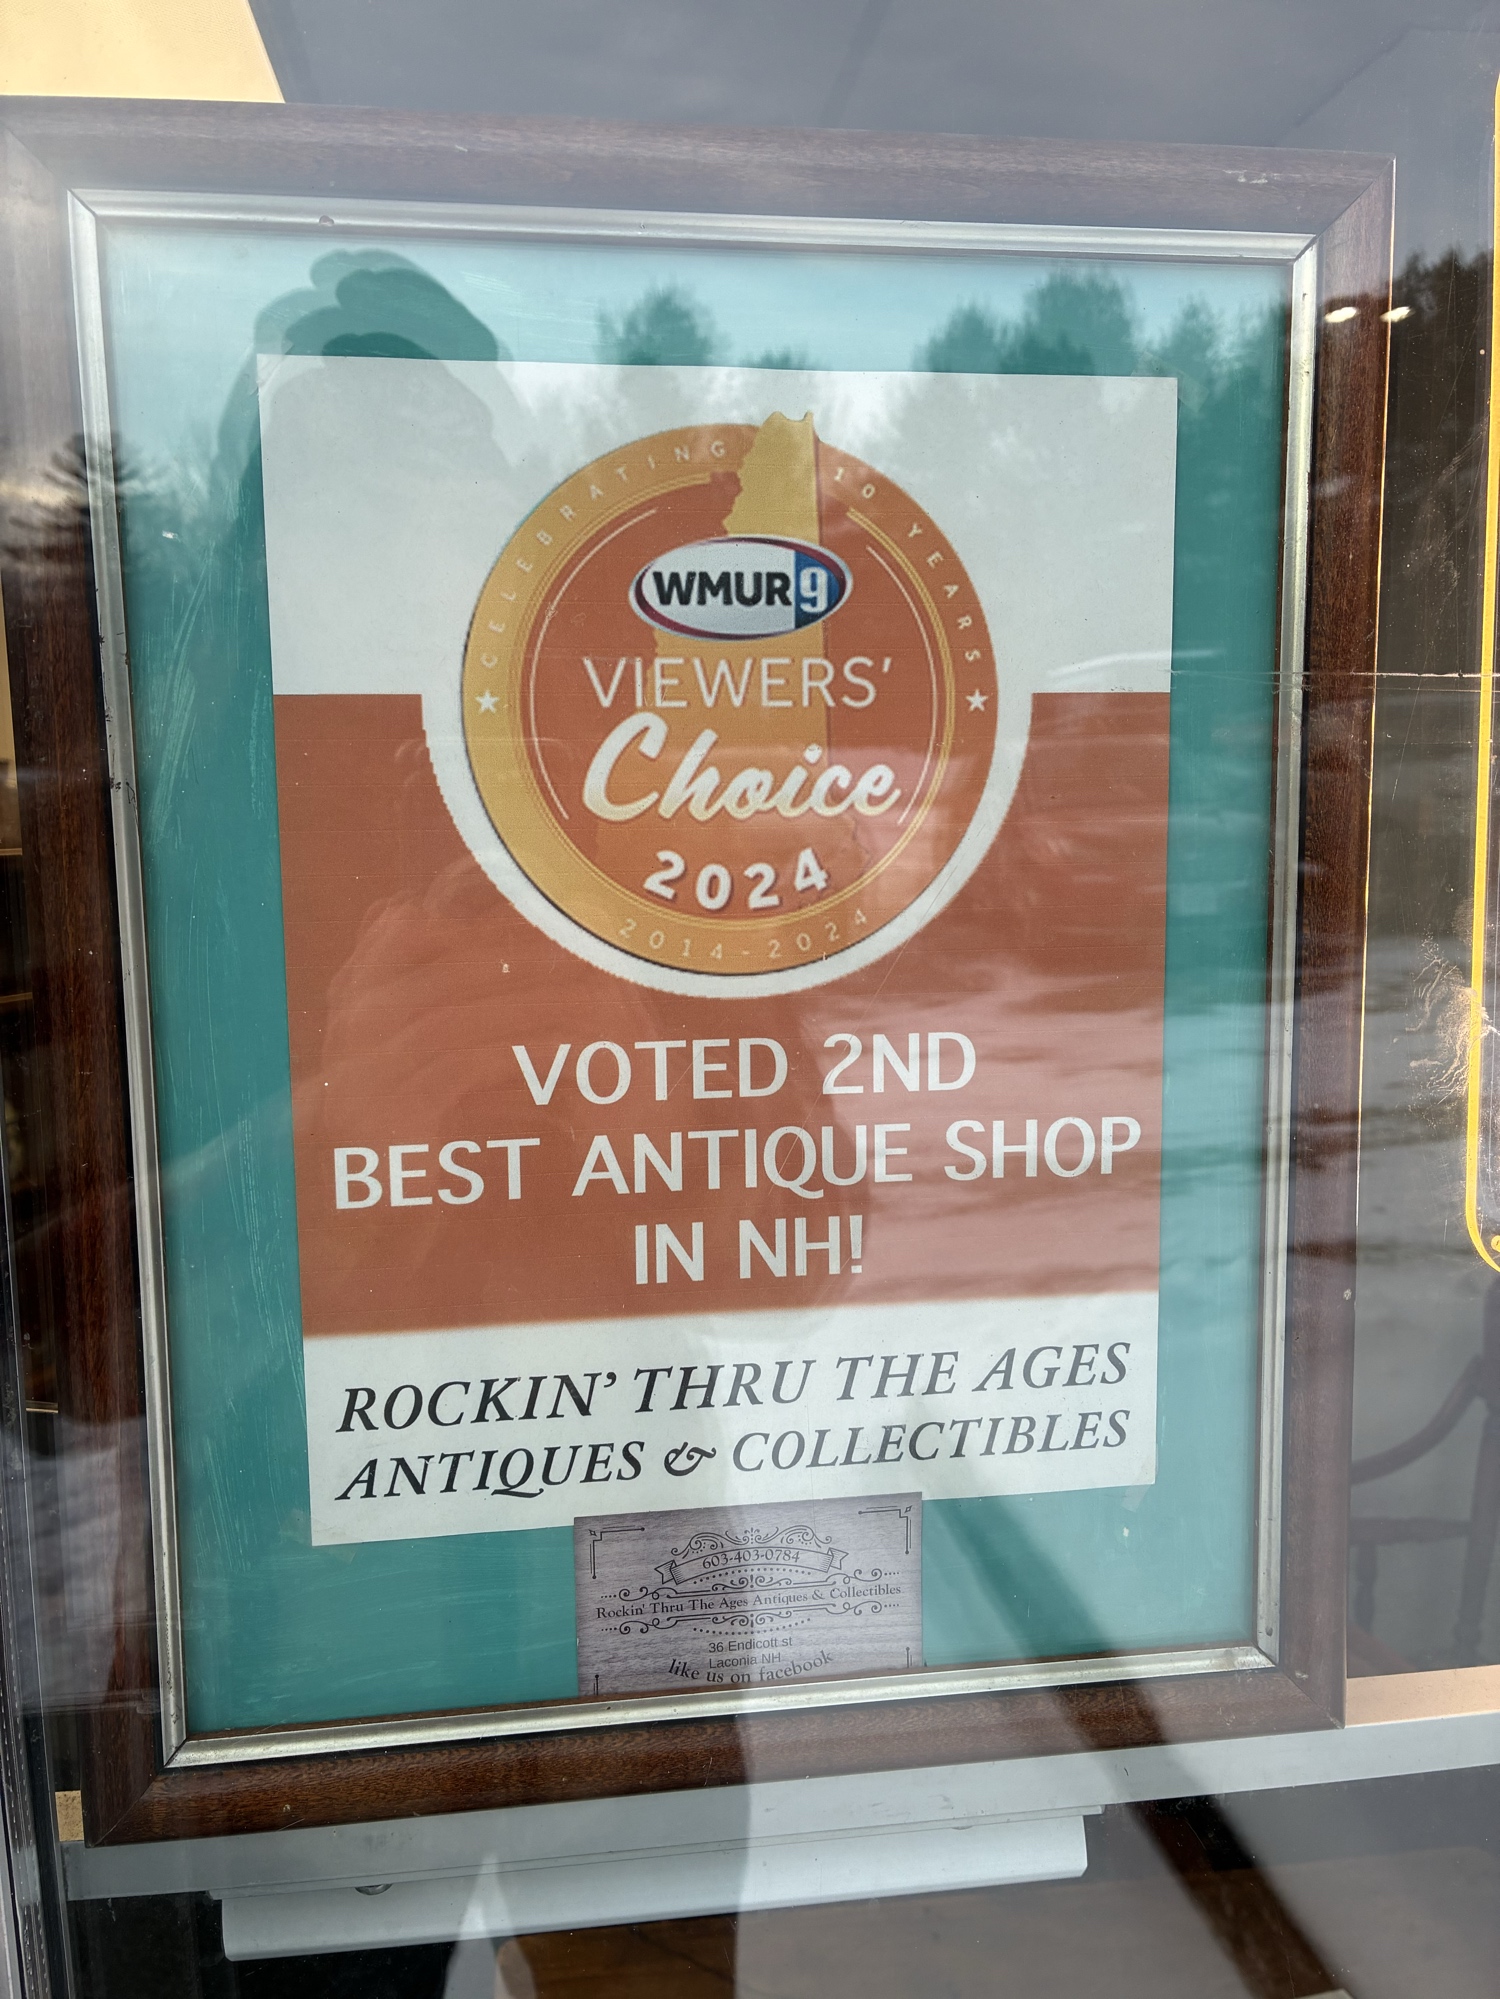 CELEBRATING 10 YEARS
WMUR 9
VIEWERS'
Choice
2024
2014-2024
VOTED 2ND
BEST ANTIQUE SHOP
IN NH!
ROCKIN' THRU THE AGES
ANTIQUES & COLLECTIBLES
603-403-0784
Rockin' Thru The Ages Antiques & Collectibles
36 Endicott st
Laconia NH
like us on facebook